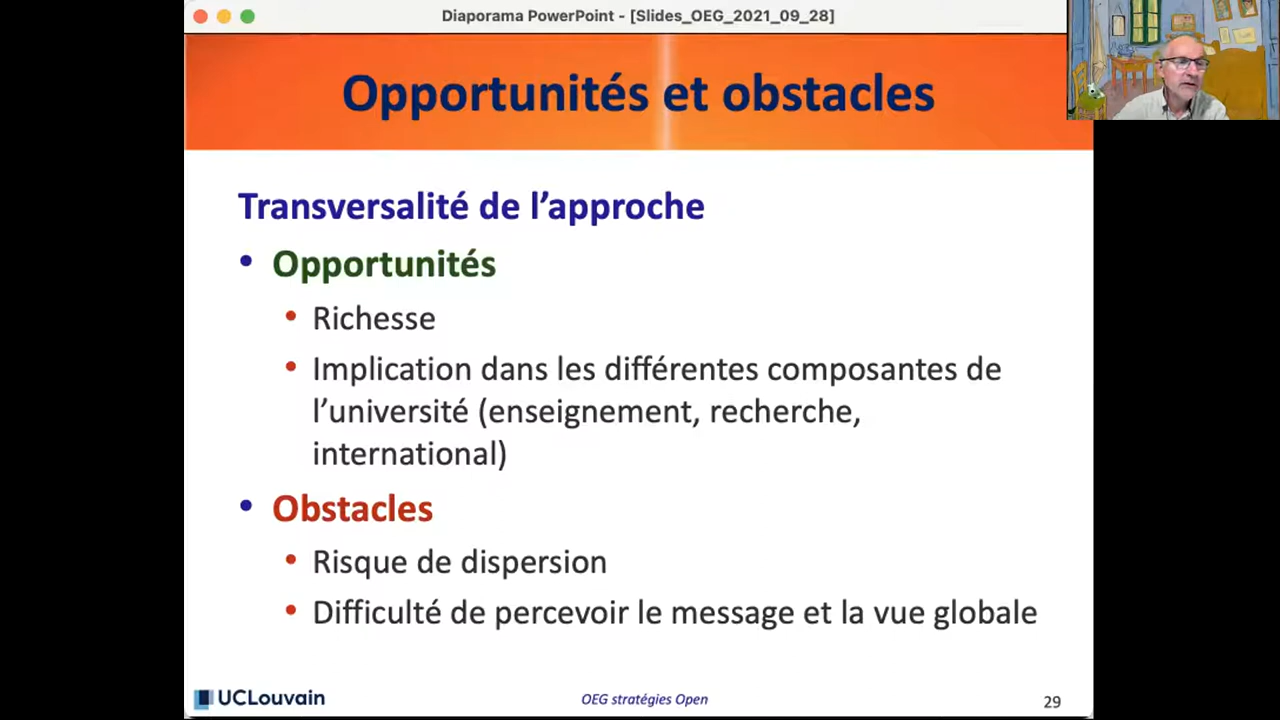 Diaporama PowerPoint - [Slides_OEG_2021_09_28]
Opportunités et obstacles
Transversalité de l’approche
• Opportunités
• Richesse
• Implication dans les différentes composantes de
l’université (enseignement, recherche,
international)
• Obstacles
• Risque de dispersion
• Difficulté de percevoir le message et la vue globale
UCLouvain
OEG stratégies Open
29